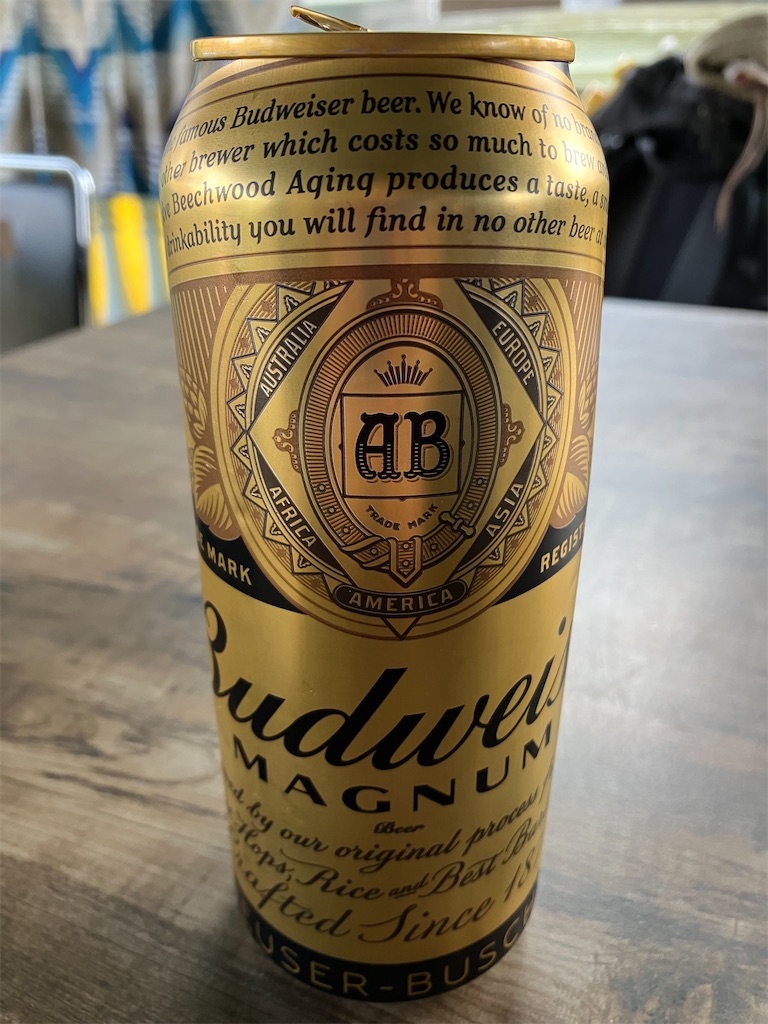 famous Budweiser beer. We know of no
other brewer which costs so much to brew
Beechwood Aging produces a taste, a
drinkability you will find in no other beer at
AUSTRALIA
EUROPE
AB
TRADE MARK
AFRICA
ASIA
AMERICA
E MARK
REGIST
Budweis
MAGNUM
Beer
by our original process
Hops, Rice and Best Bar
rafted Since 18
USER-BUSC